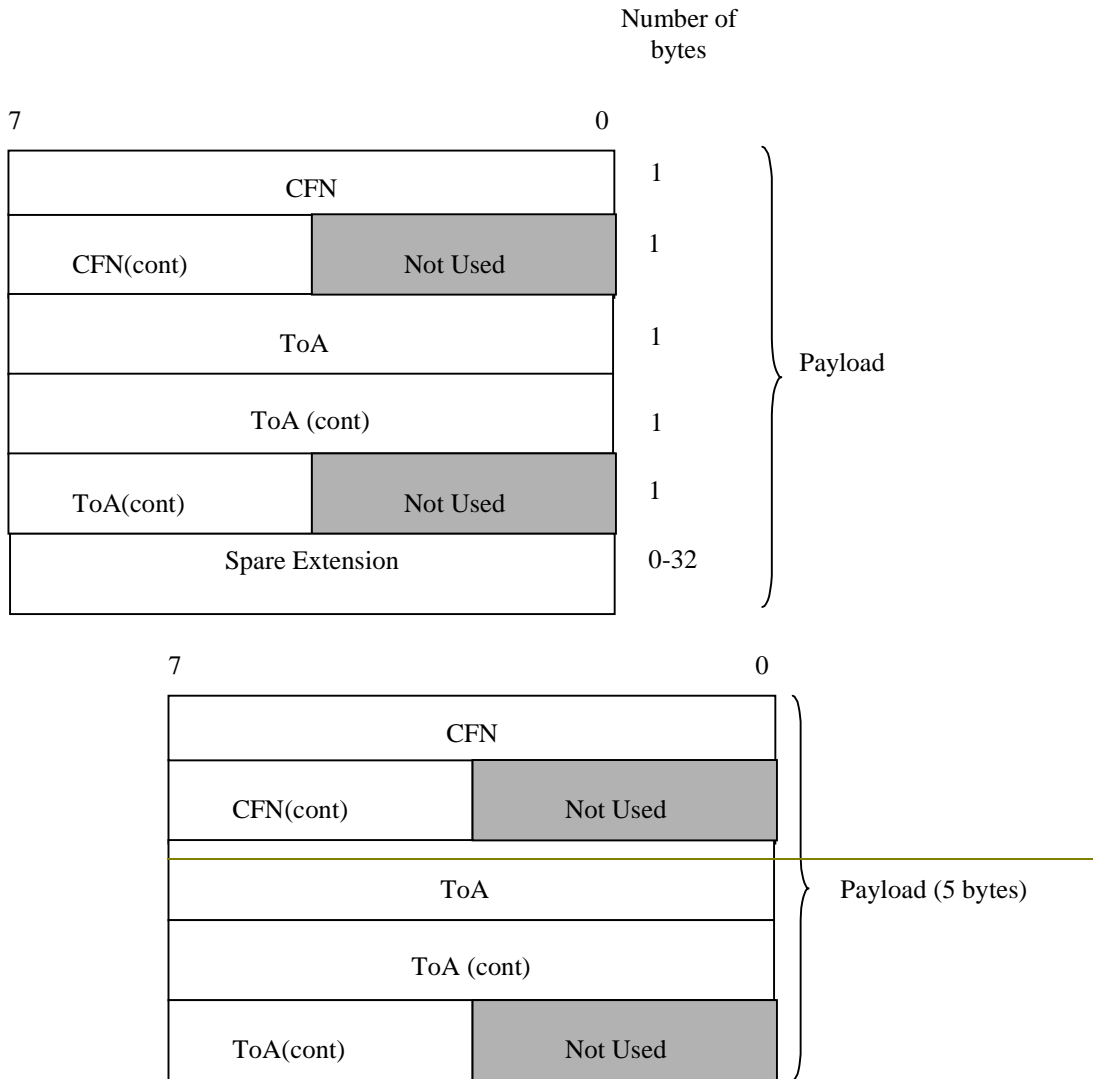 Number of
bytes
7 0
CFN 1
CFN(cont) Not Used 1
ToA 1
Payload
ToA (cont) 1
ToA(cont) Not Used 1
Spare Extension 0-32
7 0
CFN
CFN(cont) Not Used
ToA Payload (5 bytes)
ToA (cont)
ToA(cont) Not Used